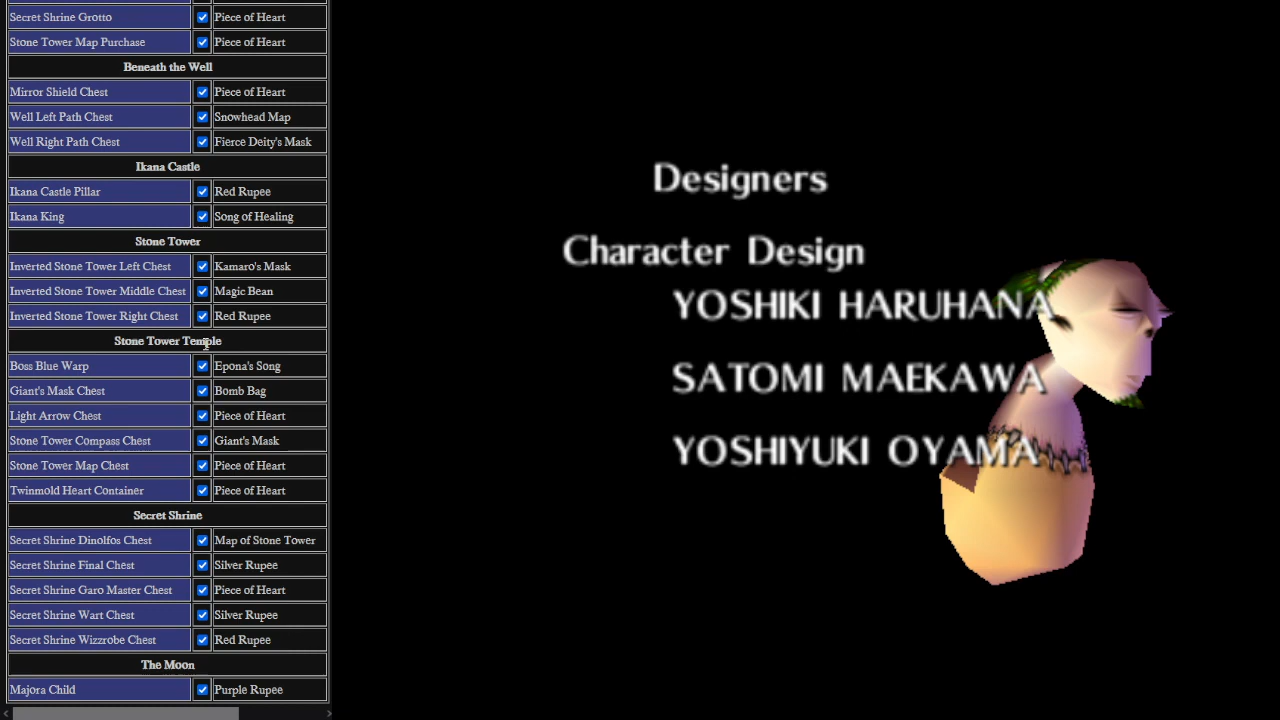 Secret Shrine Grotto Piece of Heart
Stone Tower Map Purchase Piece of Heart
Beneath the Well
Mirror Shield Chest Piece of Heart
Well Left Path Chest Snowhead Map
Well Right Path Chest Fierce Deity's Mask
Ikana Castle
Ikana Castle Pillar Red Rupee
Ikana King Song of Healing
Stone Tower
Inverted Stone Tower Left Chest Kamaro's Mask
Inverted Stone Tower Middle Chest Magic Bean
Inverted Stone Tower Right Chest Red Rupee
Stone Tower Temple
Boss Blue Warp Epona's Song
Giant's Mask Chest Bomb Bag
Light Arrow Chest Piece of Heart
Stone Tower Compass Chest Giant's Mask
Stone Tower Map Chest Piece of Heart
Twinmold Heart Container Piece of Heart
Secret Shrine
Secret Shrine Dinolfos Chest Map of Stone Tower
Secret Shrine Final Chest Silver Rupee
Secret Shrine Garo Master Chest Piece of Heart
Secret Shrine Wart Chest Silver Rupee
Secret Shrine Wizzrobe Chest Red Rupee
The Moon
Majora Child Purple Rupee
Designers
Character Design
YOSHIKI HARUHANA
SATOMI MAEKAWA
YOSHIYUKI OYAMA